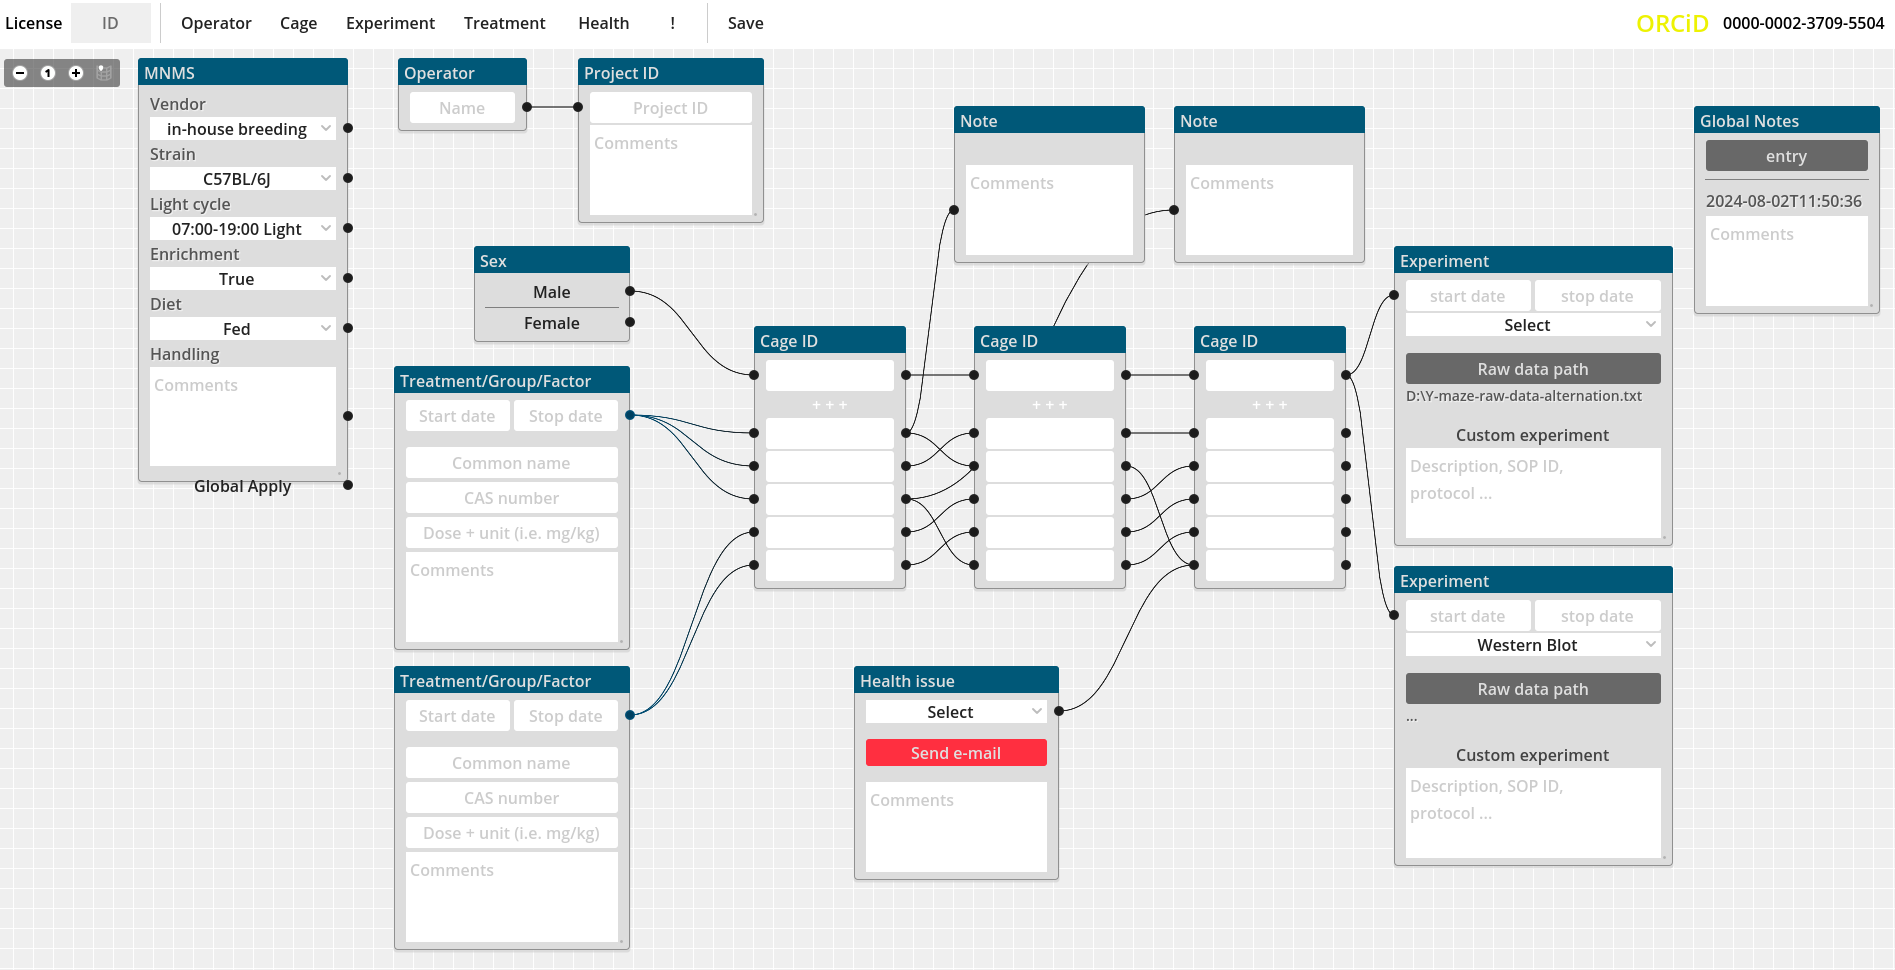 License ID Operator Cage Experiment Treatment Health ! Save ORCiD 0000-0002-3709-5504
1
MNMS
Vendor
in-house breeding
Strain
C57BL/6J
Light cycle
07:00-19:00 Light
Enrichment
True
Diet
Fed
Handling
Comments
Global Apply
Operator
Name
Project ID
Project ID
Comments
Sex
Male
Female
Treatment/Group/Factor
Start date Stop date
Common name
CAS number
Dose + unit (i.e. mg/kg)
Comments
Treatment/Group/Factor
Start date Stop date
Common name
CAS number
Dose + unit (i.e. mg/kg)
Comments
Cage ID
+ + +
Cage ID
+ + +
Cage ID
+ + +
Note
Comments
Note
Comments
Health issue
Select
Send e-mail
Comments
Experiment
start date stop date
Select
Raw data path
D:\Y-maze-raw-data-alternation.txt
Custom experiment
Description, SOP ID,
protocol ...
Experiment
start date stop date
Western Blot
Raw data path
...
Custom experiment
Description, SOP ID,
protocol ...
Global Notes
entry
2024-08-02T11:50:36
Comments